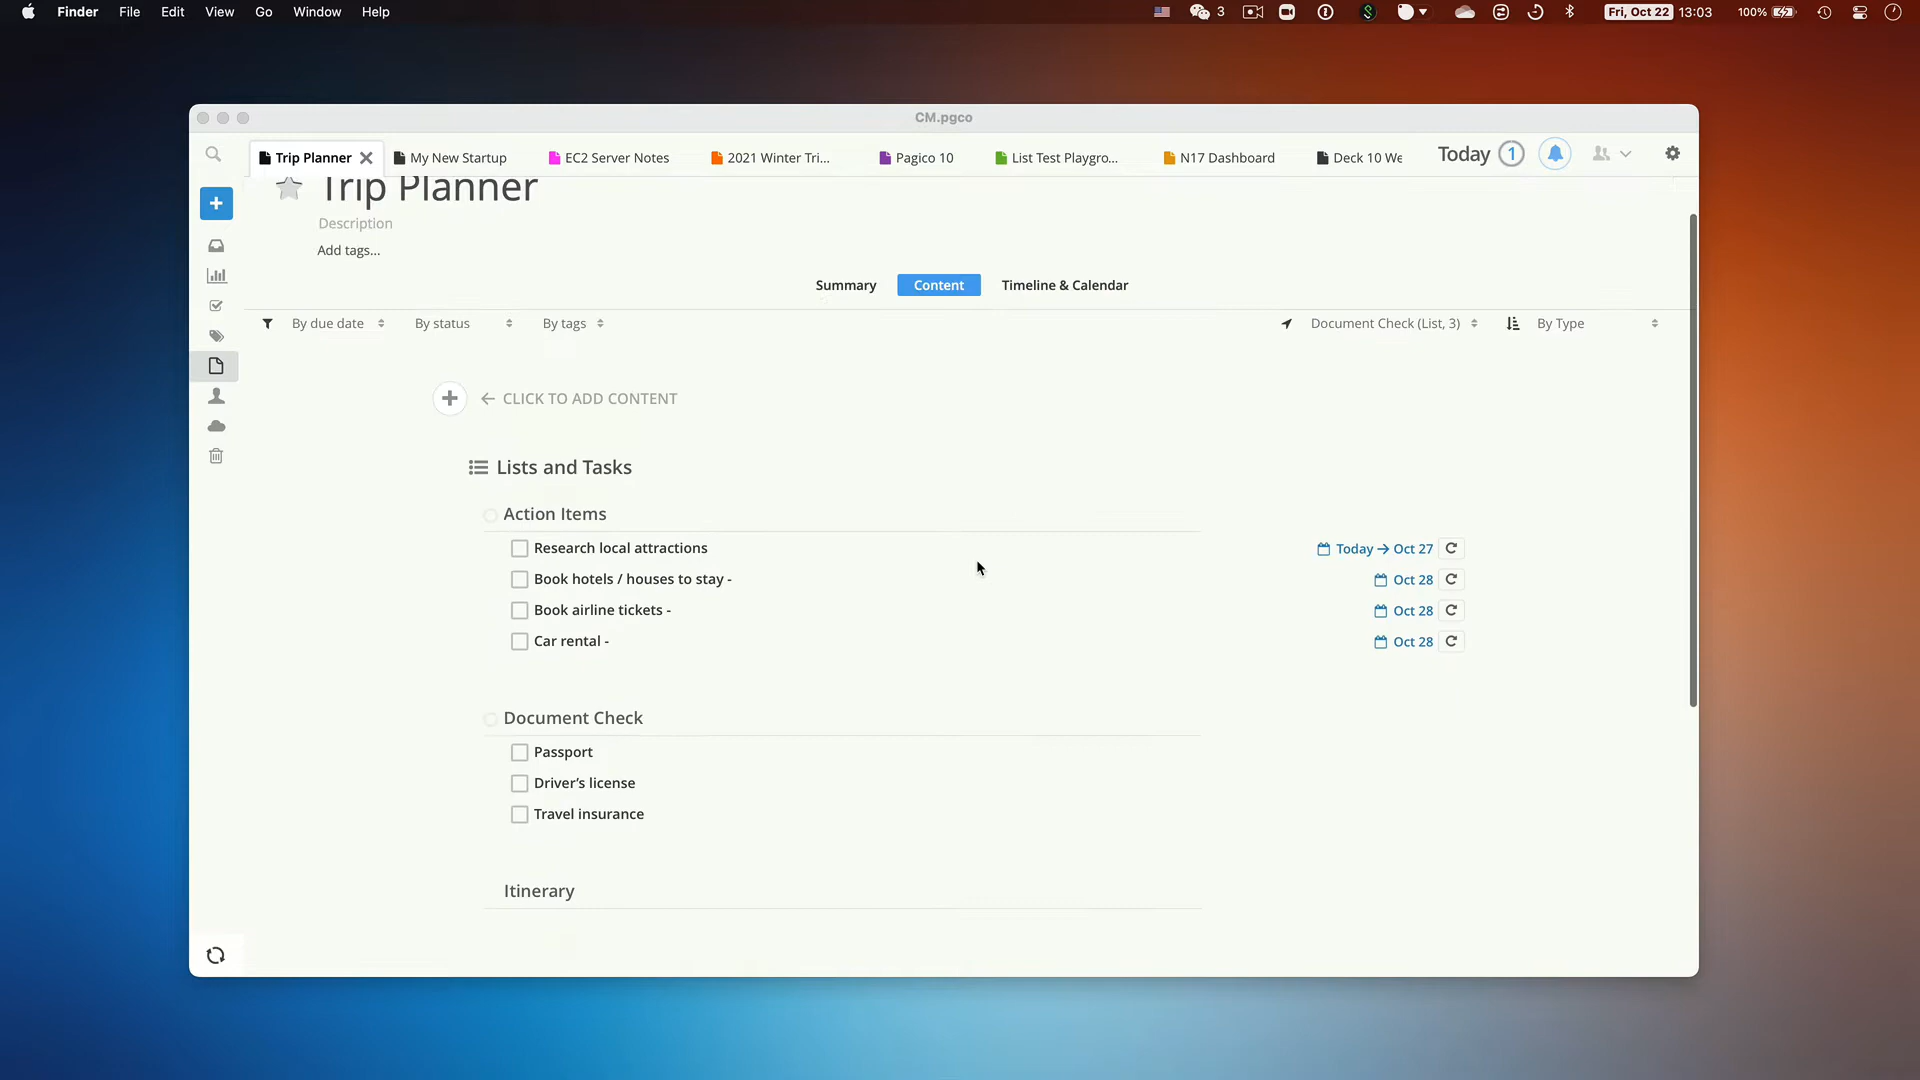 Finder File Edit View Go Window Help 3 Fri, Oct 22 13:03 100%
CM.pgco
Trip Planner My New Startup EC2 Server Notes 2021 Winter Tri... Pagico 10 List Test Playgro... N17 Dashboard Deck 10 We Today 1
Trip Planner
Description
Add tags...
Summary Content Timeline & Calendar
By due date By status By tags Document Check (List, 3) By Type
← CLICK TO ADD CONTENT
Lists and Tasks
Action Items
Research local attractions Today → Oct 27
Book hotels / houses to stay - Oct 28
Book airline tickets - Oct 28
Car rental - Oct 28
Document Check
Passport
Driver’s license
Travel insurance
Itinerary